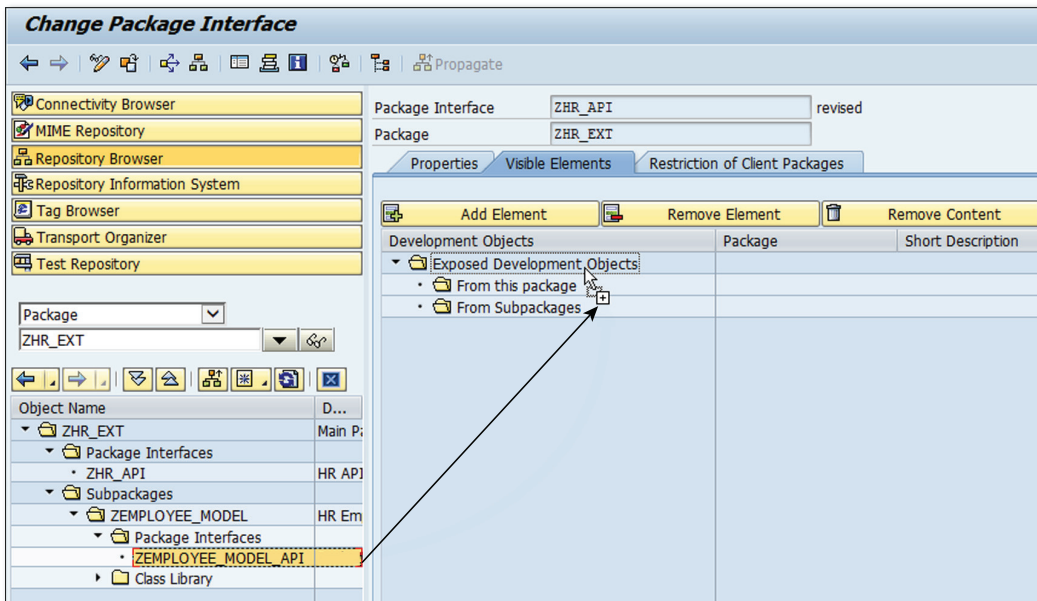 Change Package Interface
Propagate
Connectivity Browser
MIME Repository
Repository Browser
Repository Information System
Tag Browser
Transport Organizer
Test Repository
Package
ZHR_EXT
Object Name D...
ZHR_EXT Main Pa
Package Interfaces
ZHR_API HR API
Subpackages
ZEMPLOYEE_MODEL HR Em
Package Interfaces
ZEMPLOYEE_MODEL_API
Class Library
Package Interface ZHR_API revised
Package ZHR_EXT
Properties Visible Elements Restriction of Client Packages
Add Element Remove Element Remove Content
Development Objects Package Short Description
Exposed Development Objects
From this package
From Subpackages